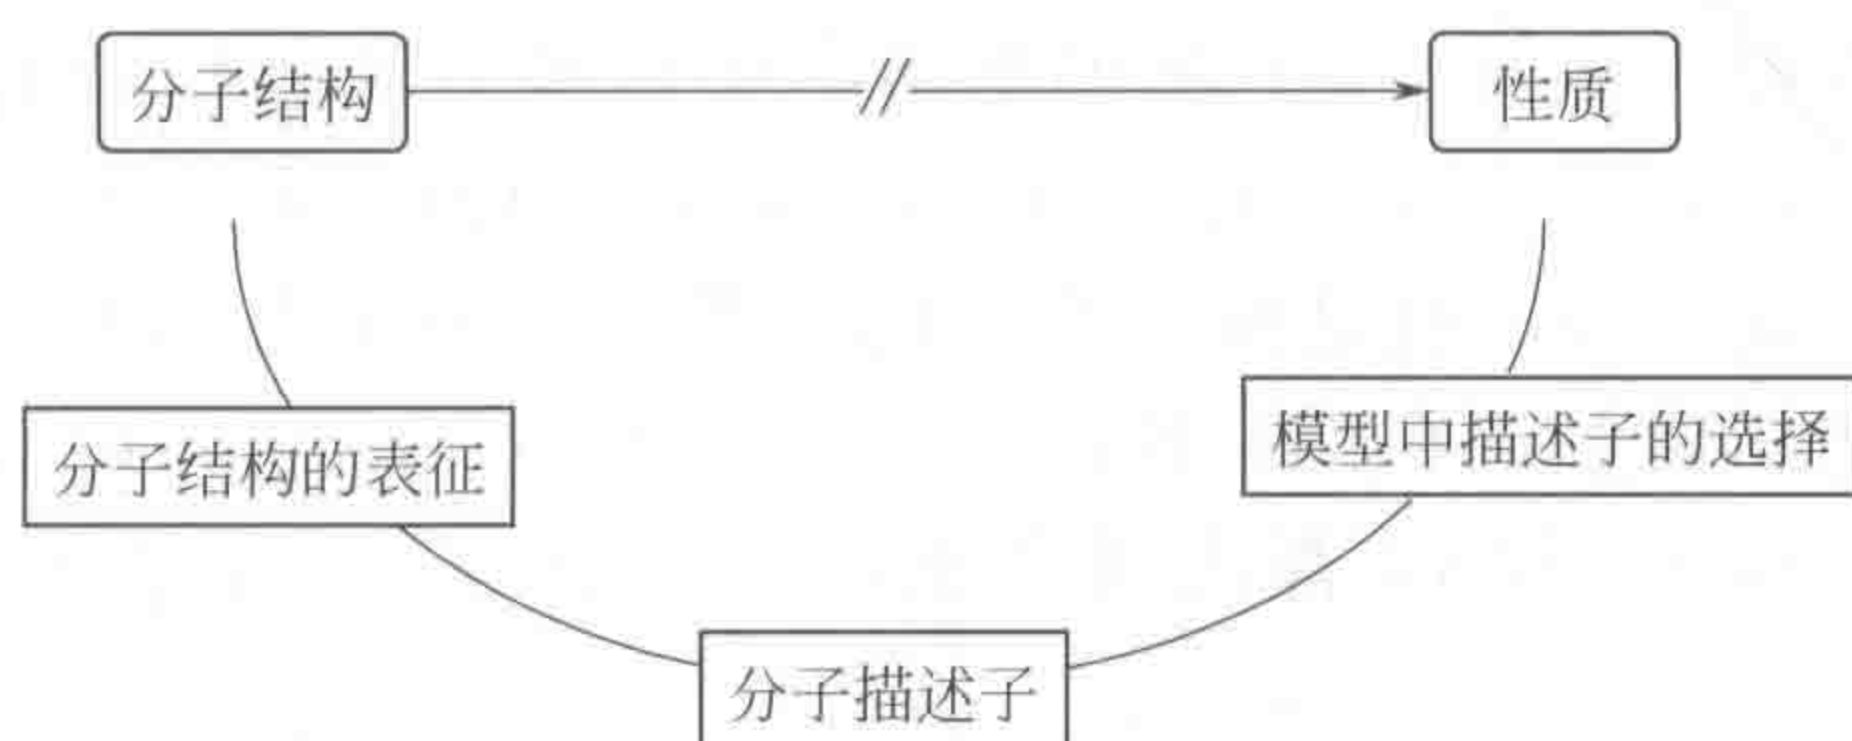 分子结构
性质
分子结构的表征
模型中描述子的选择
分子描述子